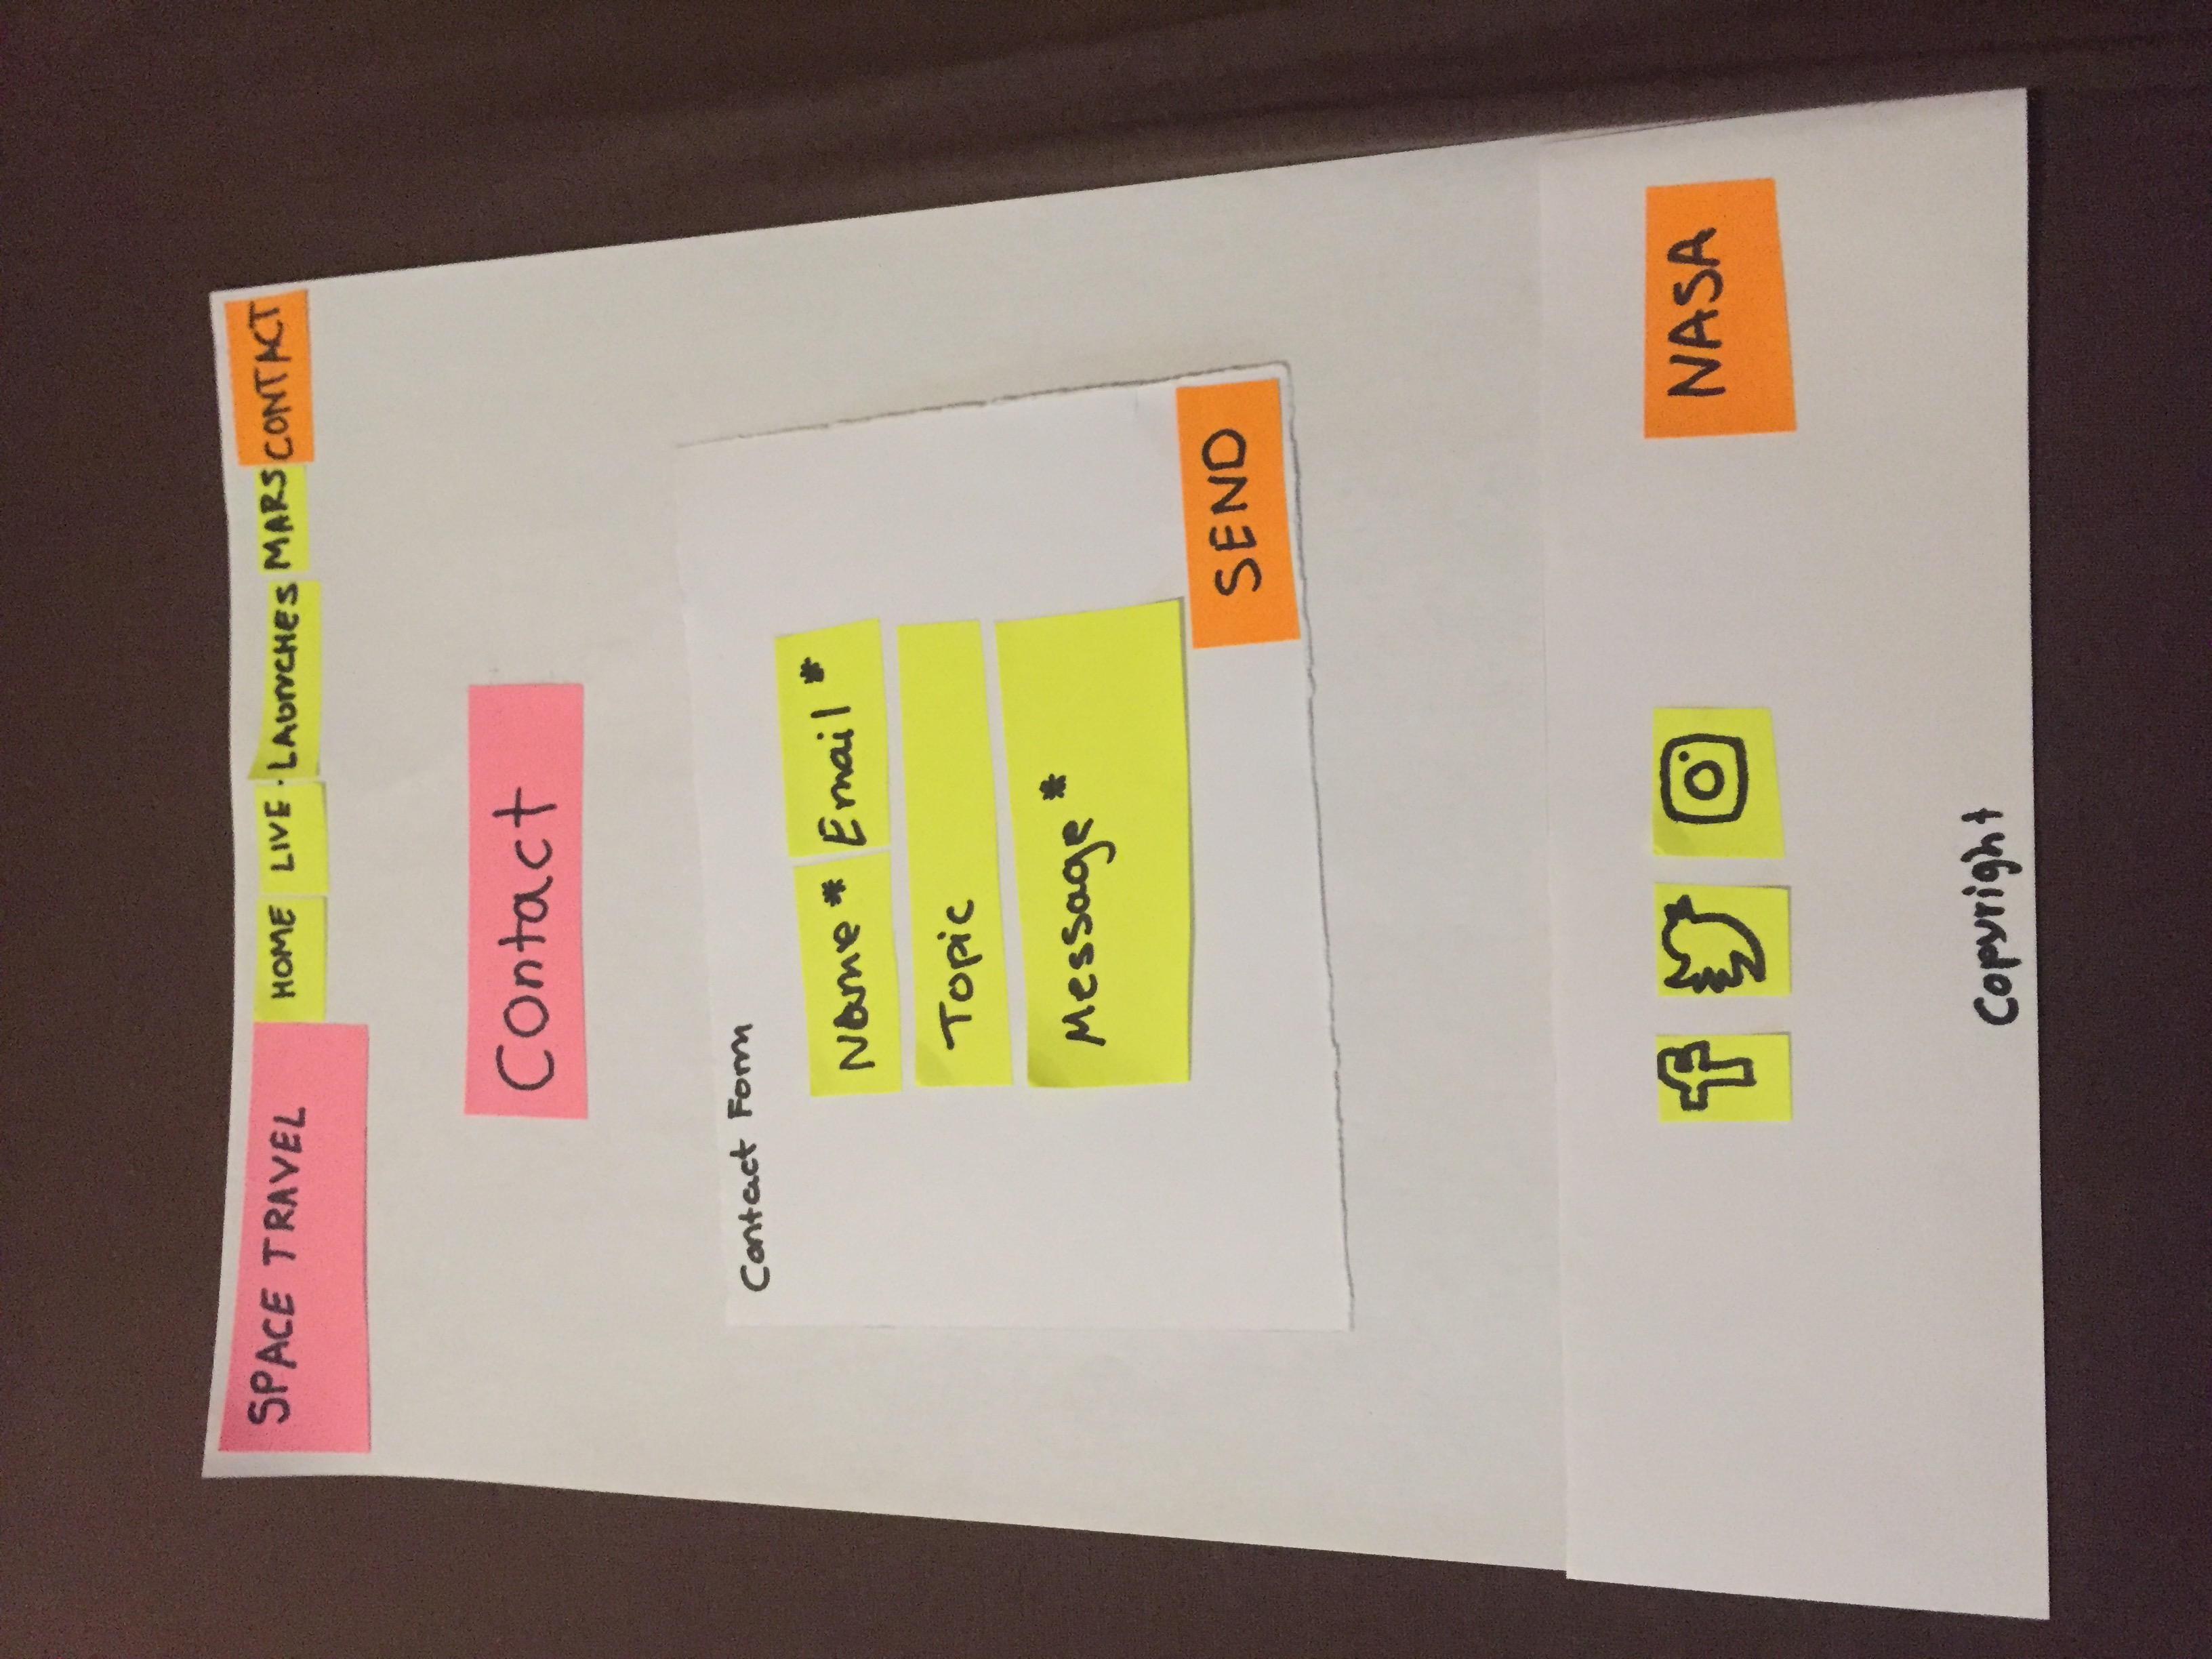 SPACE TRAVEL HOME LIVE LAUNCHES MARS CONTACT
Contact
Contact Form
Name* Email*
Topic
Message*
SEND
NASA
Copyright